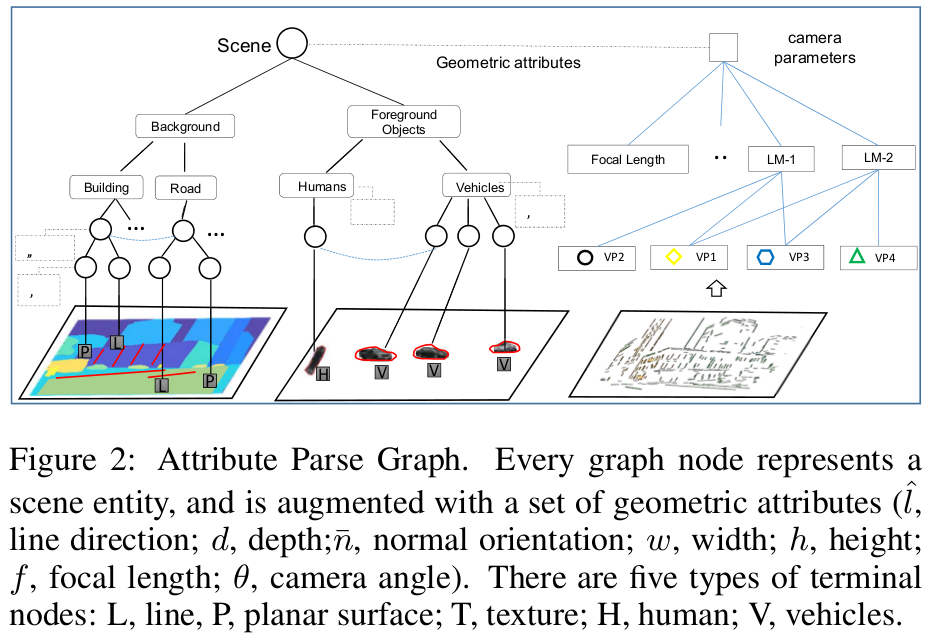 Scene
Geometric attributes
camera
parameters
Background
Foreground
Objects
Focal Length
..
LM-1
LM-2
Building
Road
Humans
Vehicles
,
...
...
,,
,
VP2
VP1
VP3
VP4
P
L
L
P
H
V
V
V
Figure 2: Attribute Parse Graph. Every graph node represents a
scene entity, and is augmented with a set of geometric attributes (l̂,
line direction; d, depth;n̄, normal orientation; w, width; h, height;
f, focal length; θ, camera angle). There are five types of terminal
nodes: L, line, P, planar surface; T, texture; H, human; V, vehicles.